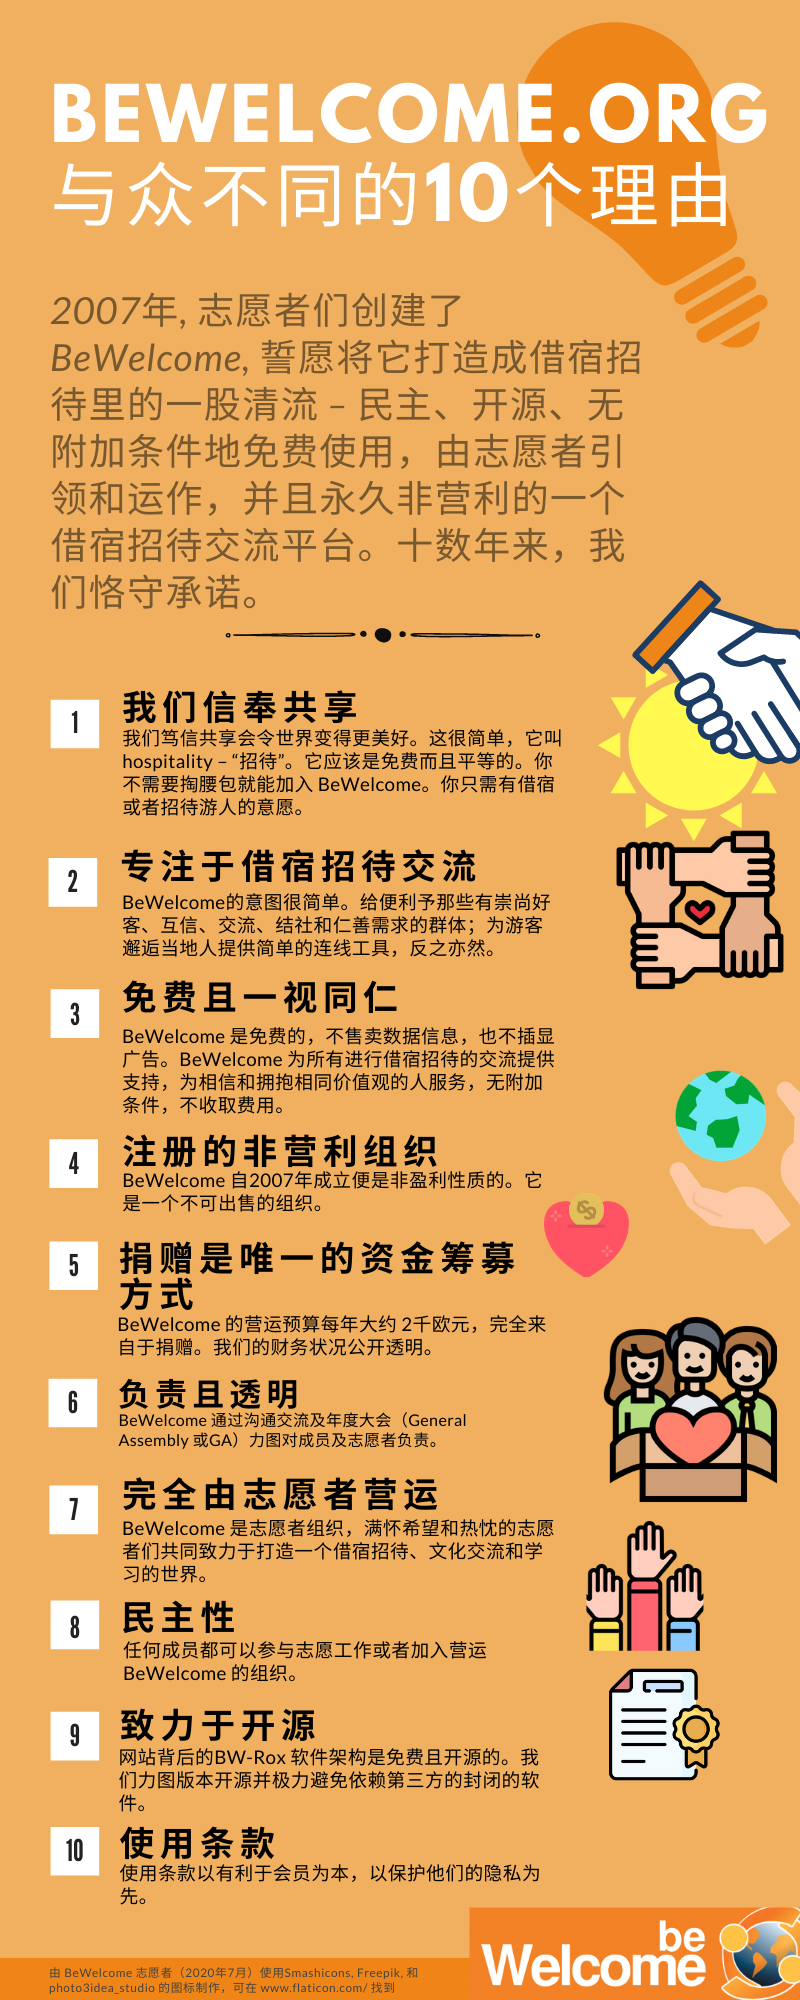 BEWELCOME.ORG
与众不同的10个理由
2007年, 志愿者们创建了
BeWelcome, 誓愿将它打造成借宿招
待里的一股清流 – 民主、开源、无
附加条件地免费使用，由志愿者引
领和运作，并且永久非营利的一个
借宿招待交流平台。十数年来，我
们恪守承诺。
1
我们信奉共享
我们笃信共享会令世界变得更美好。这很简单，它叫
hospitality – “招待”。它应该是免费而且平等的。你
不需要掏腰包就能加入 BeWelcome。你只需有借宿
或者招待游人的意愿。
2
专注于借宿招待交流
BeWelcome的意图很简单。给便利予那些有崇尚好
客、互信、交流、结社和仁善需求的群体；为游客
邂逅当地人提供简单的连线工具，反之亦然。
3
免费且一视同仁
BeWelcome 是免费的，不售卖数据信息，也不插显
广告。BeWelcome 为所有进行借宿招待的交流提供
支持，为相信和拥抱相同价值观的人服务，无附加
条件，不收取费用。
4
注册的非营利组织
BeWelcome 自2007年成立便是非盈利性质的。它
是一个不可出售的组织。
5
捐赠是唯一的资金筹募
方式
BeWelcome 的营运预算每年大约 2千欧元，完全来
自于捐赠。我们的财务状况公开透明。
6
负责且透明
BeWelcome 通过沟通交流及年度大会（General
Assembly 或GA）力图对成员及志愿者负责。
7
完全由志愿者营运
BeWelcome 是志愿者组织，满怀希望和热忱的志愿
者们共同致力于打造一个借宿招待、文化交流和学
习的世界。
8
民主性
任何成员都可以参与志愿工作或者加入营运
BeWelcome 的组织。
9
致力于开源
网站背后的BW-Rox 软件架构是免费且开源的。我
们力图版本开源并极力避免依赖第三方的封闭的软
件。
10
使用条款
使用条款以有利于会员为本，以保护他们的隐私为
先。
be
Welcome
由 BeWelcome 志愿者（2020年7月）使用Smashicons, Freepik, 和
photo3idea_studio 的图标制作，可在 www.flaticon.com/ 找到